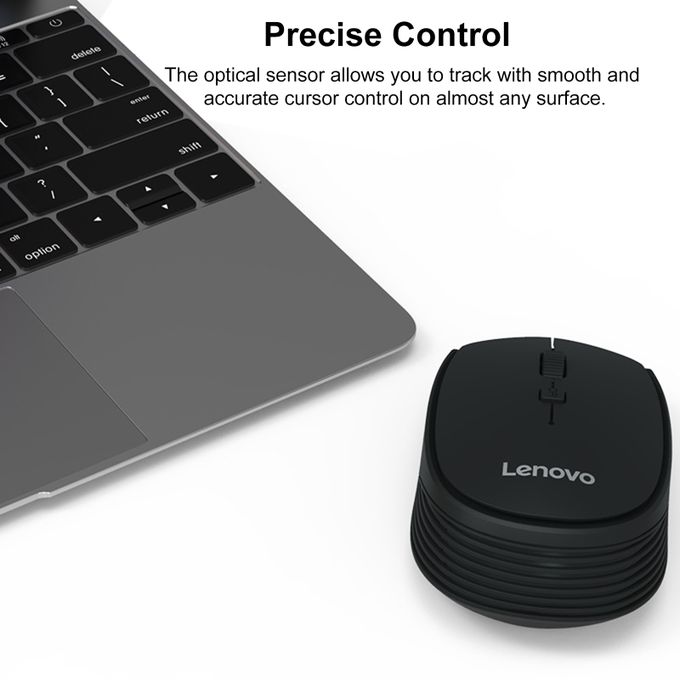 Precise Control
The optical sensor allows you to track with smooth and
accurate cursor control on almost any surface.
delete
enter
return
shift
alt
option
Lenovo